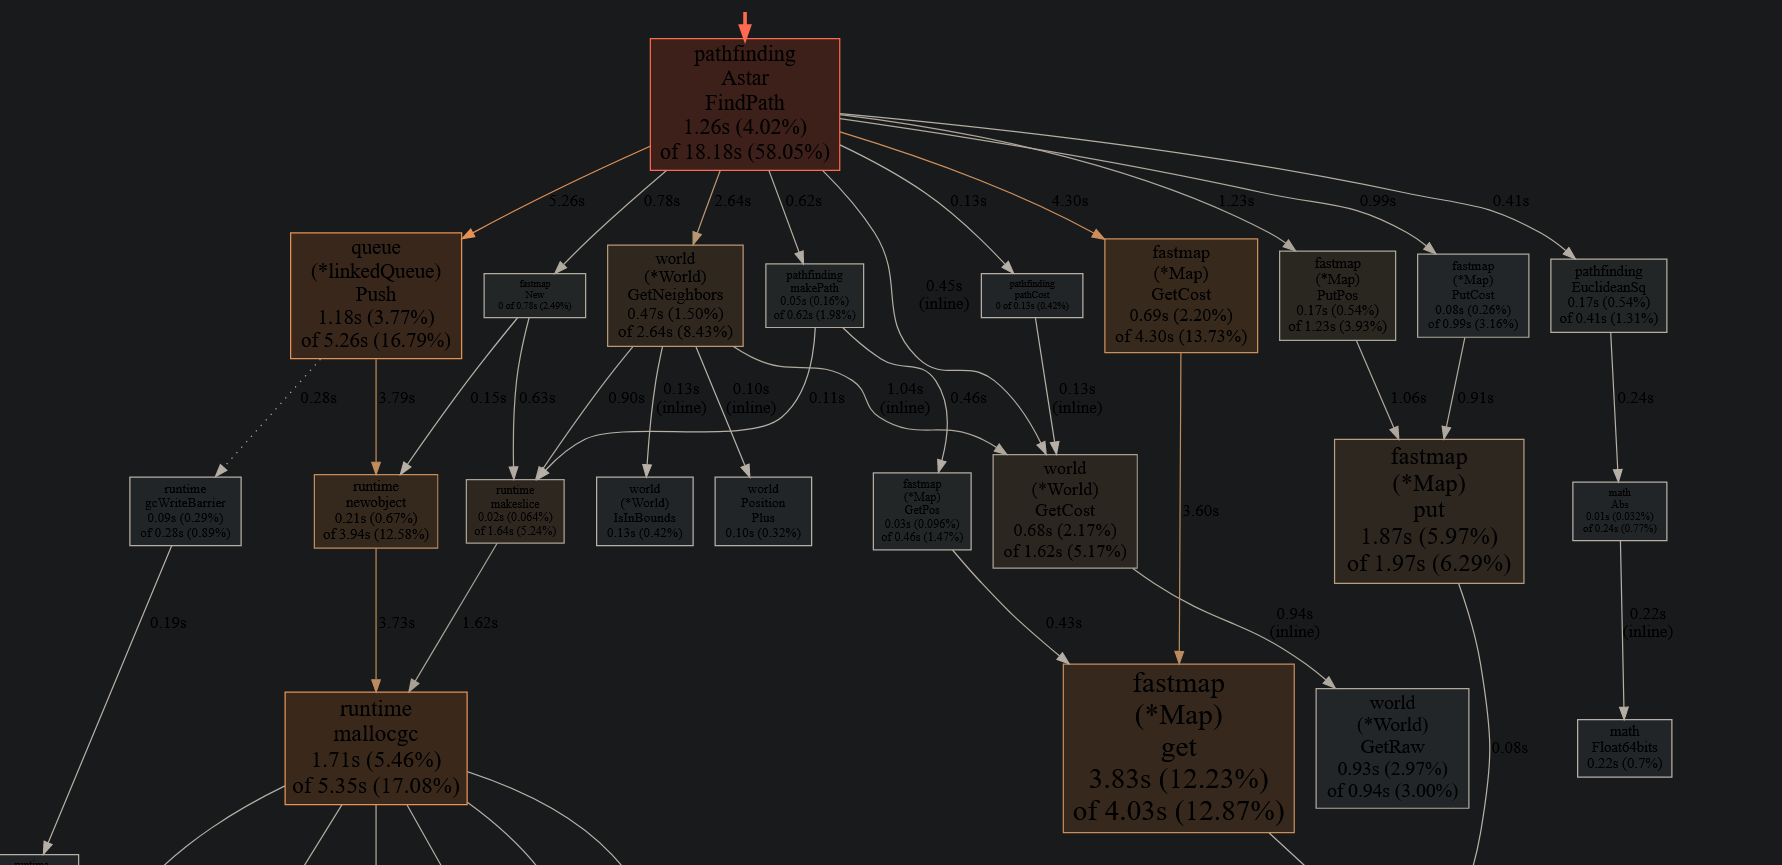 pathfinding
Astar
FindPath
1.26s (4.02%)
of 18.18s (58.05%)
5.26s
0.78s
2.64s
0.62s
0.13s
4.30s
1.23s
0.99s
0.41s
queue
(*linkedQueue)
Push
1.18s (3.77%)
of 5.26s (16.79%)
fastmap
New
0 of 0.78s (2.49%)
world
(*World)
GetNeighbors
0.47s (1.50%)
of 2.64s (8.43%)
pathfinding
makePath
0.05s (0.16%)
of 0.62s (1.98%)
0.45s
(inline)
pathfinding
pathCost
0 of 0.13s (0.42%)
fastmap
(*Map)
GetCost
0.69s (2.20%)
of 4.30s (13.73%)
fastmap
(*Map)
PutPos
0.17s (0.54%)
of 1.23s (3.93%)
fastmap
(*Map)
PutCost
0.08s (0.26%)
of 0.99s (3.16%)
pathfinding
EuclideanSq
0.17s (0.54%)
of 0.41s (1.31%)
0.28s
3.79s
0.15s
0.63s
0.90s
0.13s
(inline)
0.10s
(inline)
0.11s
1.04s
(inline)
0.46s
0.13s
(inline)
1.06s
0.91s
0.24s
runtime
gcWriteBarrier
0.09s (0.29%)
of 0.28s (0.89%)
runtime
newobject
0.21s (0.67%)
of 3.94s (12.58%)
runtime
makeslice
0.02s (0.064%)
of 1.64s (5.24%)
world
(*World)
IsInBounds
0.13s (0.42%)
world
Position
Plus
0.10s (0.32%)
fastmap
(*Map)
GetPos
0.03s (0.096%)
of 0.46s (1.47%)
world
(*World)
GetCost
0.68s (2.17%)
of 1.62s (5.17%)
3.60s
fastmap
(*Map)
put
1.87s (5.97%)
of 1.97s (6.29%)
math
Abs
0.01s (0.032%)
of 0.24s (0.77%)
0.19s
3.73s
1.62s
0.43s
0.94s
(inline)
0.22s
(inline)
runtime
mallocgc
1.71s (5.46%)
of 5.35s (17.08%)
fastmap
(*Map)
get
3.83s (12.23%)
of 4.03s (12.87%)
world
(*World)
GetRaw
0.93s (2.97%)
of 0.94s (3.00%)
0.08s
math
Float64bits
0.22s (0.7%)
runtime